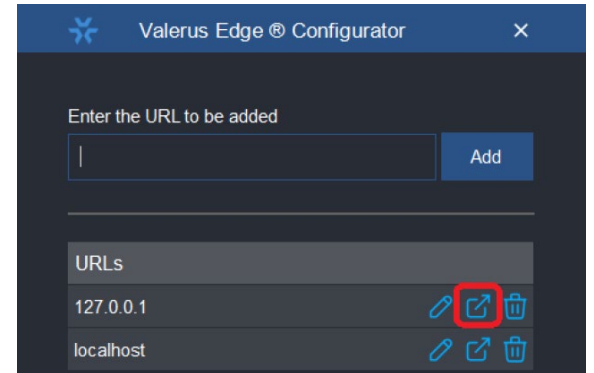 Valerus Edge ® Configurator
Enter the URL to be added
Add
URLs
127.0.0.1
localhost